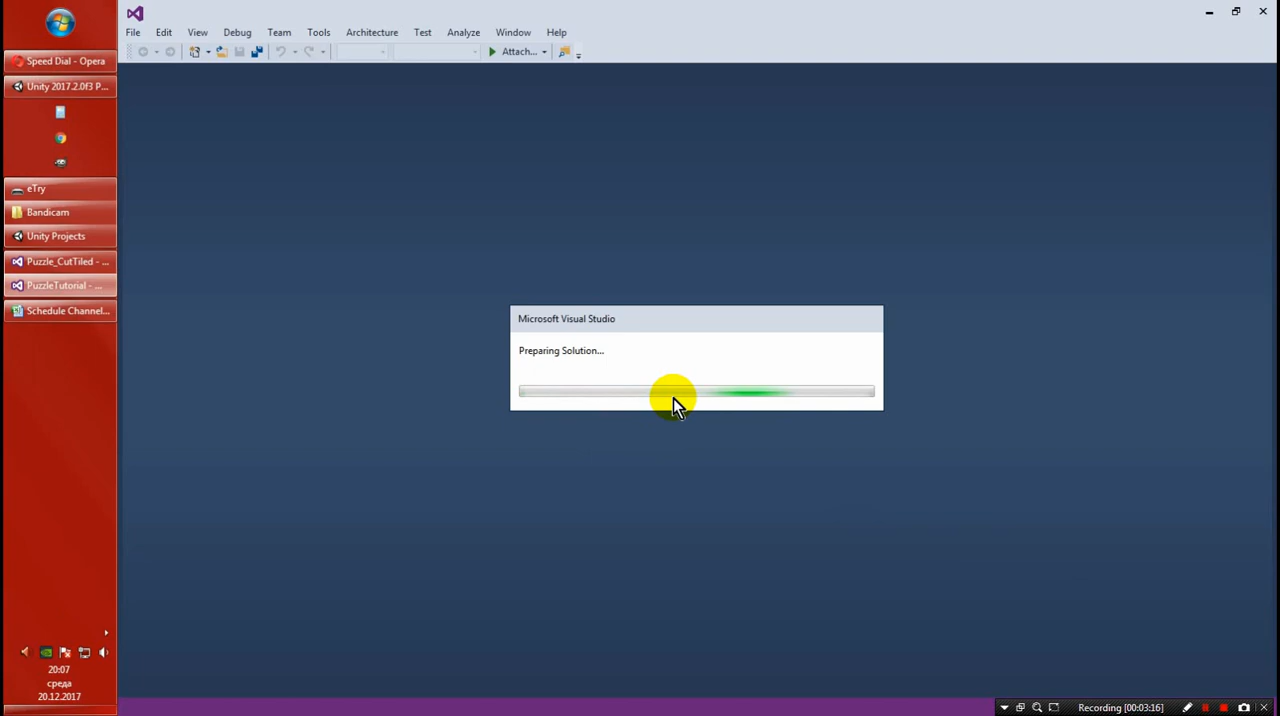 File Edit View Debug Team Tools Architecture Test Analyze Window Help
Attach...
Speed Dial - Opera
Unity 2017.2.0f3 P...
eTry
Bandicam
Unity Projects
Puzzle_CutTiled - ...
PuzzleTutorial - ...
Schedule Channel...
Microsoft Visual Studio
Preparing Solution...
20:07
среда
20.12.2017
Recording [00:03:16]